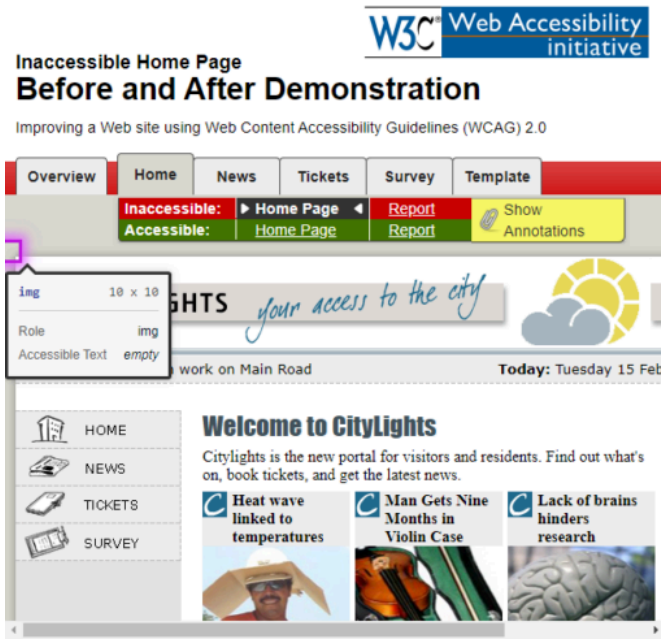 W3C® Web Accessibility
initiative
Inaccessible Home Page
Before and After Demonstration
Improving a Web site using Web Content Accessibility Guidelines (WCAG) 2.0
Overview Home News Tickets Survey Template
Inaccessible: Home Page Report
Accessible: Home Page Report
Show
Annotations
img 10 x 10
Role img
Accessible Text empty
GHTS your access to the city
work on Main Road Today: Tuesday 15 Feb
HOME
NEWS
TICKETS
SURVEY
Welcome to CityLights
Citylights is the new portal for visitors and residents. Find out what's
on, book tickets, and get the latest news.
C Heat wave
linked to
temperatures
C Man Gets Nine
Months in
Violin Case
C Lack of brains
hinders
research